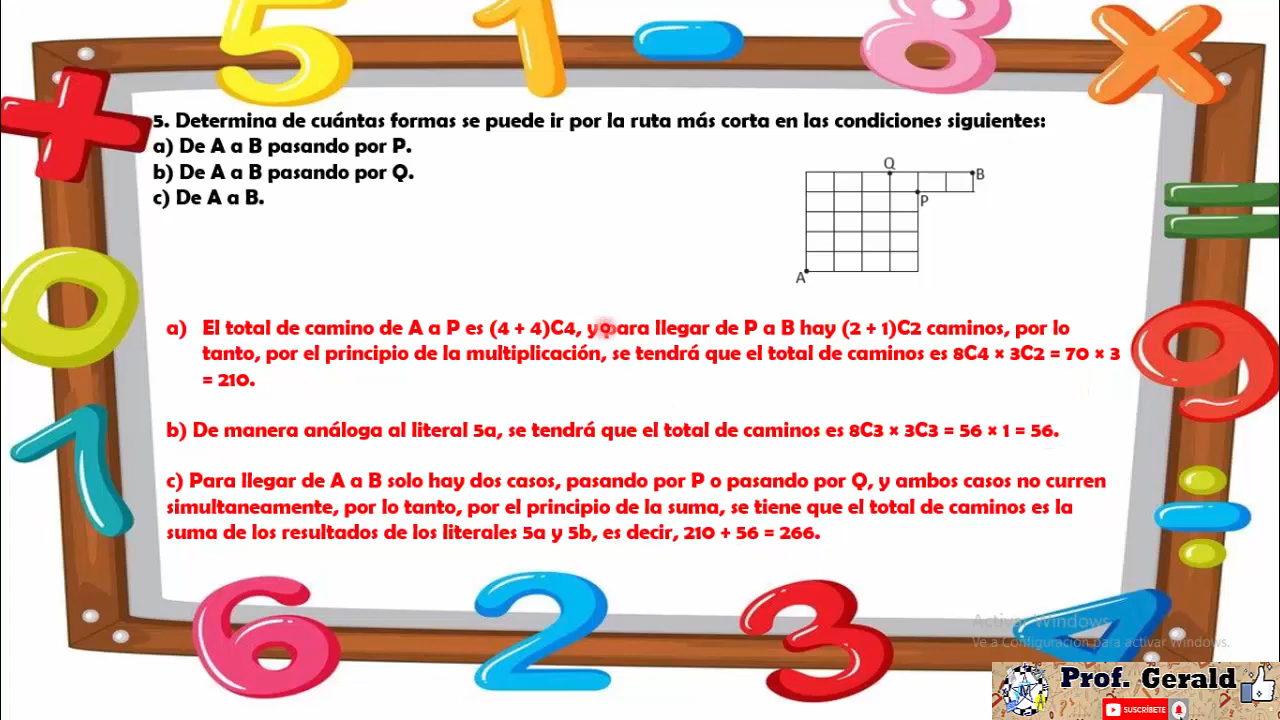 5. Determina de cuántas formas se puede ir por la ruta más corta en las condiciones siguientes:
a) De A a B pasando por P.
b) De A a B pasando por Q.
c) De A a B.
Q
B
P
A
a) El total de camino de A a P es (4 + 4)C4, y para llegar de P a B hay (2 + 1)C2 caminos, por lo
tanto, por el principio de la multiplicación, se tendrá que el total de caminos es 8C4 × 3C2 = 70 × 3
= 210.
b) De manera análoga al literal 5a, se tendrá que el total de caminos es 8C3 × 3C3 = 56 × 1 = 56.
c) Para llegar de A a B solo hay dos casos, pasando por P o pasando por Q, y ambos casos no curren
simultaneamente, por lo tanto, por el principio de la suma, se tiene que el total de caminos es la
suma de los resultados de los literales 5a y 5b, es decir, 210 + 56 = 266.
Activar Windows
Ve a Configuración para activar Windows.
Prof. Gerald
SUSCRÍBETE